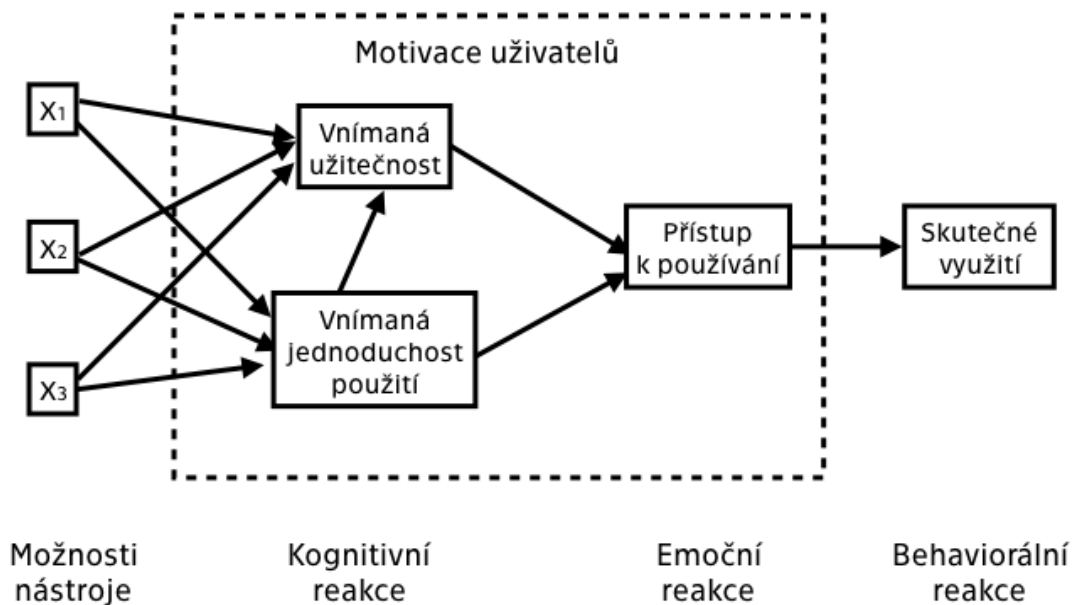 Motivace uživatelů
X1
X2
X3
Vnímaná
užitečnost
Vnímaná
jednoduchost
použití
Přístup
k používání
Skutečné
využití
Možnosti
nástroje
Kognitivní
reakce
Emoční
reakce
Behaviorální
reakce